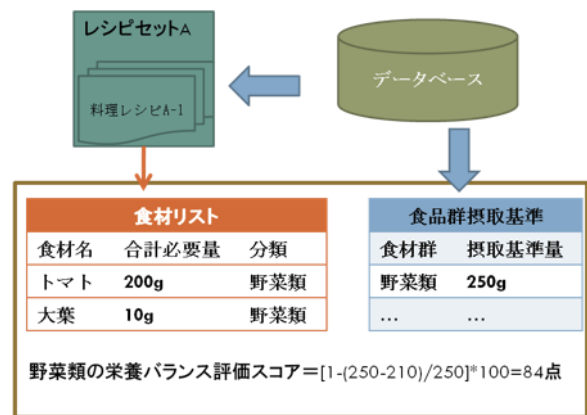 レシピセットA
データベース
料理レシピA-1
食材リスト
食材名 合計必要量 分類
トマト 200g 野菜類
大葉 10g 野菜類
食品群摂取基準
食材群 摂取基準量
野菜類 250g
… …
野菜類の栄養バランス評価スコア=[1-(250-210)/250]*100=84点